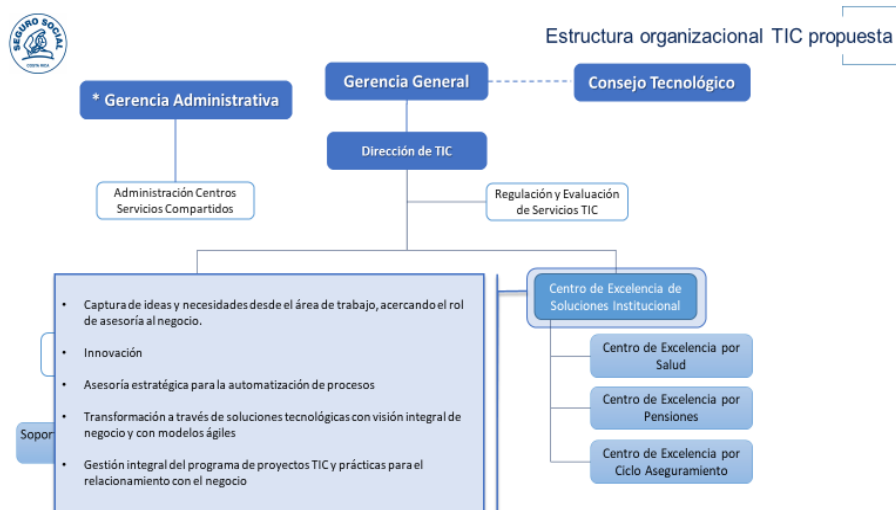 SEGURO SOCIAL
COSTA RICA
Estructura organizacional TIC propuesta
Gerencia General
Consejo Tecnológico
* Gerencia Administrativa
Dirección de TIC
Administración Centros
Servicios Compartidos
Regulación y Evaluación
de Servicios TIC
• Captura de ideas y necesidades desde el área de trabajo, acercando el rol
de asesoría al negocio.
• Innovación
• Asesoría estratégica para la automatización de procesos
• Transformación a través de soluciones tecnológicas con visión integral de
negocio y con modelos ágiles
• Gestión integral del programa de proyectos TIC y prácticas para el
relacionamiento con el negocio
Sopor
Centro de Excelencia de
Soluciones Institucional
Centro de Excelencia por
Salud
Centro de Excelencia por
Pensiones
Centro de Excelencia por
Ciclo Aseguramiento